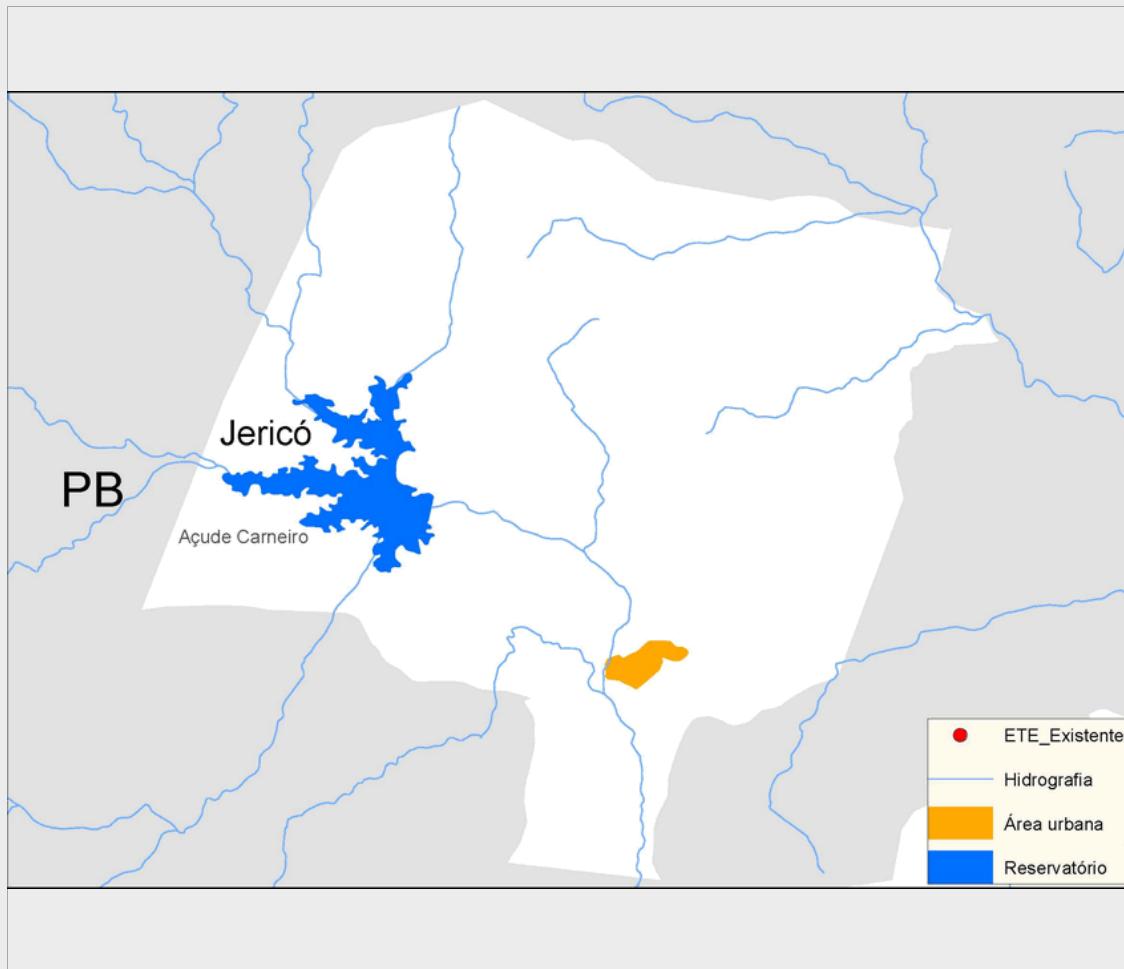 Jericó
PB
Açude Carneiro
ETE_Existente
Hidrografia
Área urbana
Reservatório